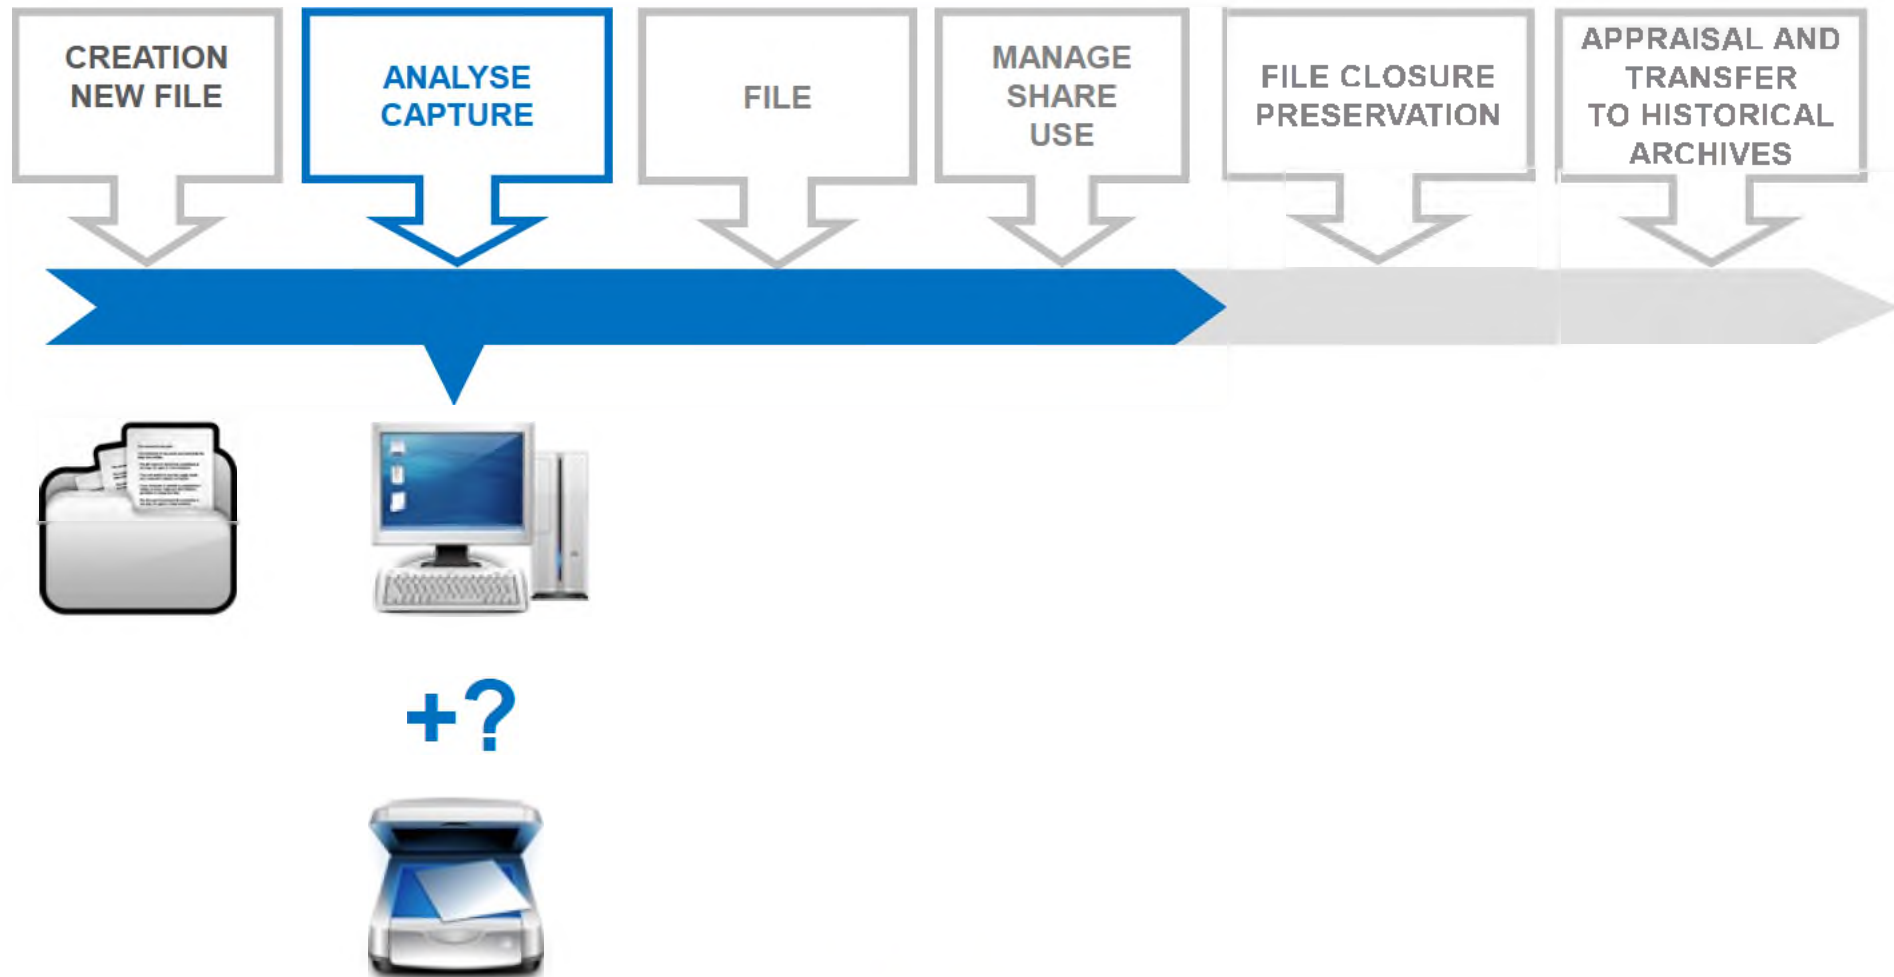 CREATION
NEW FILE
ANALYSE
CAPTURE
FILE
MANAGE
SHARE
USE
FILE CLOSURE
PRESERVATION
APPRAISAL AND
TRANSFER
TO HISTORICAL
ARCHIVES
+?